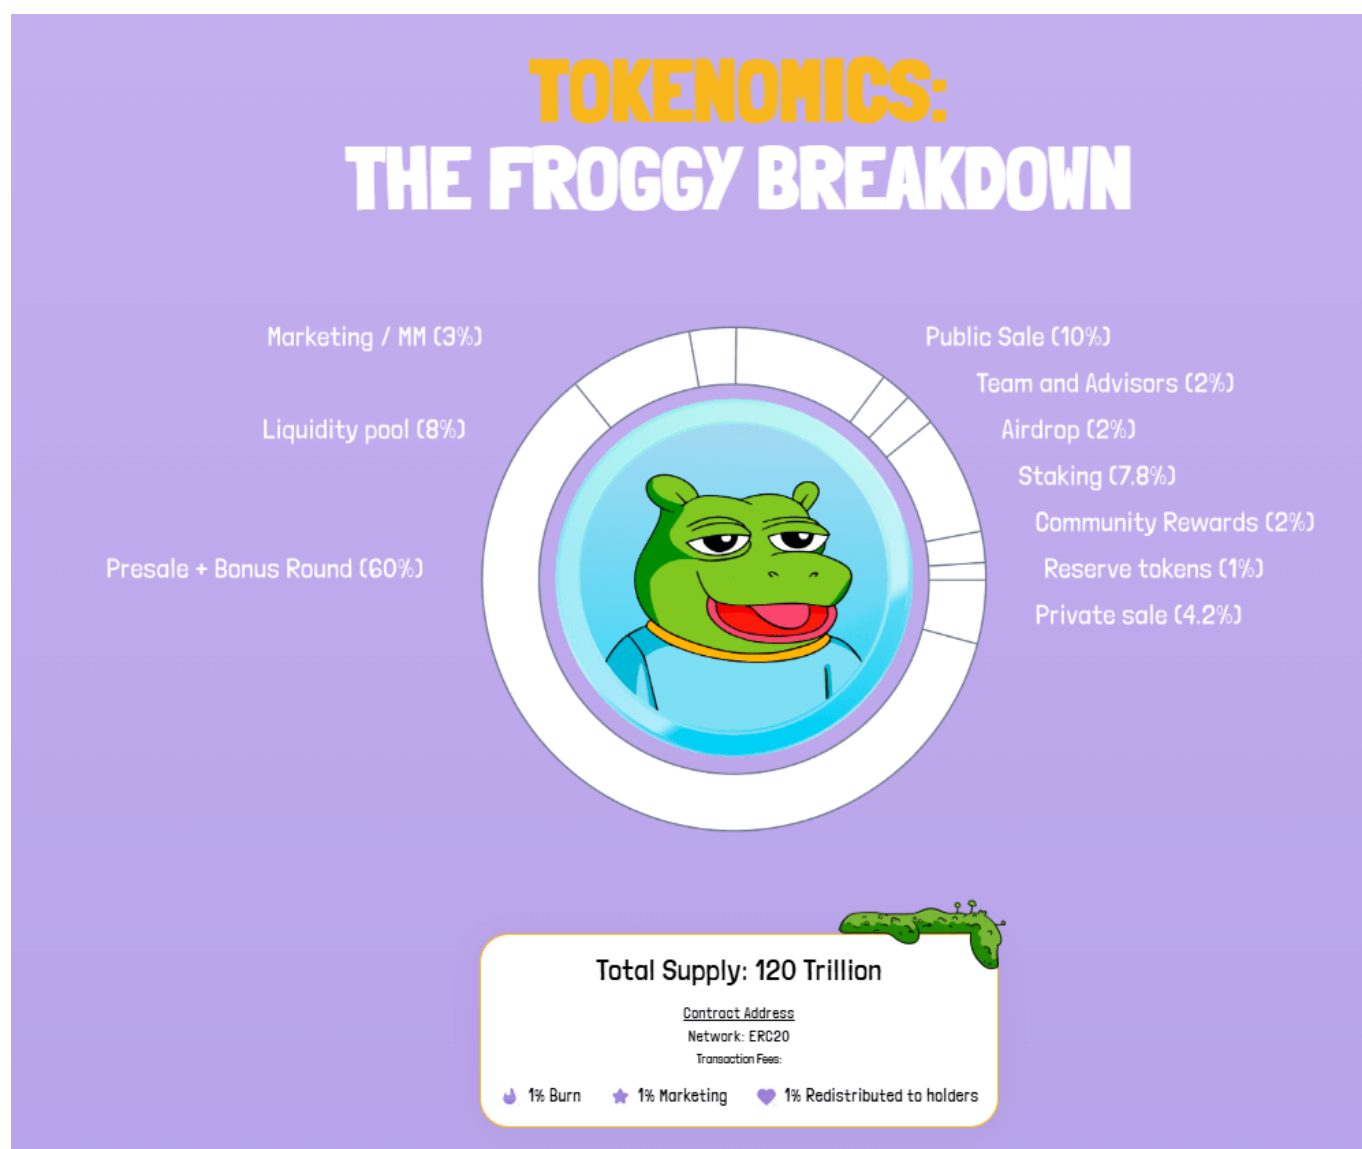 TOKENOMICS:
THE FROGGY BREAKDOWN
Marketing / MM (3%)
Liquidity pool (8%)
Presale + Bonus Round (60%)
Public Sale (10%)
Team and Advisors (2%)
Airdrop (2%)
Staking (7.8%)
Community Rewards (2%)
Reserve tokens (1%)
Private sale (4.2%)
Total Supply: 120 Trillion
Contract Address
Network: ERC20
Transaction Fees:
1% Burn
1% Marketing
1% Redistributed to holders